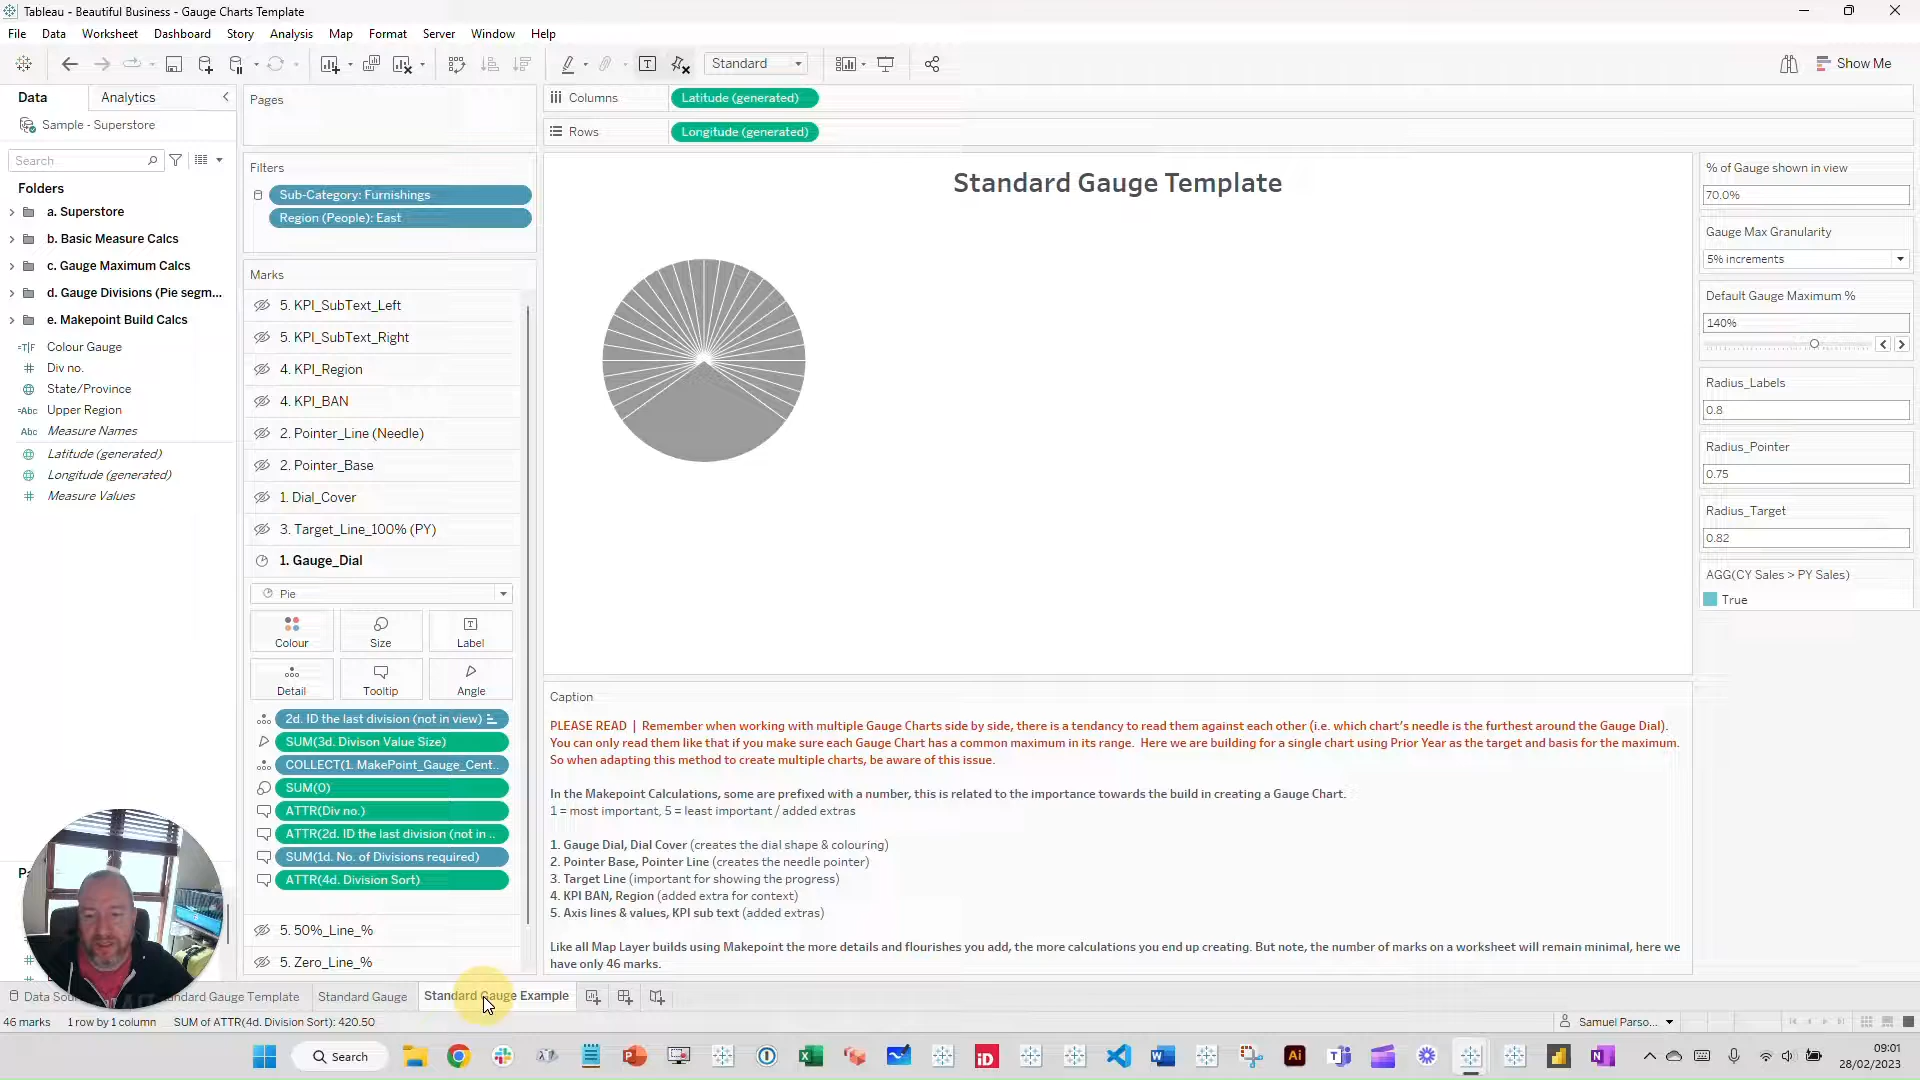 Tableau - Beautiful Business - Gauge Charts Template
File Data Worksheet Dashboard Story Analysis Map Format Server Window Help
Standard
Show Me
Data Analytics
Sample - Superstore
Search
Folders
a. Superstore
b. Basic Measure Calcs
c. Gauge Maximum Calcs
d. Gauge Divisions (Pie segm...
e. Makepoint Build Calcs
=T|F Colour Gauge
Div no.
State/Province
=Abc Upper Region
Abc Measure Names
Latitude (generated)
Longitude (generated)
Measure Values
Pages
Filters
Sub-Category: Furnishings
Region (People): East
Marks
5. KPI_SubText_Left
5. KPI_SubText_Right
4. KPI_Region
4. KPI_BAN
2. Pointer_Line (Needle)
2. Pointer_Base
1. Dial_Cover
3. Target_Line_100% (PY)
1. Gauge_Dial
Pie
Colour Size Label
Detail Tooltip Angle
2d. ID the last division (not in view)
SUM(3d. Divison Value Size)
COLLECT(1. MakePoint_Gauge_Cent..
SUM(0)
ATTR(Div no.)
ATTR(2d. ID the last division (not in ..
SUM(1d. No. of Divisions required)
ATTR(4d. Division Sort)
5. 50%_Line_%
5. Zero_Line_%
Columns Latitude (generated)
Rows Longitude (generated)
Standard Gauge Template
% of Gauge shown in view
70.0%
Gauge Max Granularity
5% increments
Default Gauge Maximum %
140%
Radius_Labels
0.8
Radius_Pointer
0.75
Radius_Target
0.82
AGG(CY Sales > PY Sales)
True
Caption
PLEASE READ | Remember when working with multiple Gauge Charts side by side, there is a tendancy to read them against each other (i.e. which chart's needle is the furthest around the Gauge Dial).
You can only read them like that if you make sure each Gauge Chart has a common maximum in its range. Here we are building for a single chart using Prior Year as the target and basis for the maximum.
So when adapting this method to create multiple charts, be aware of this issue.
In the Makepoint Calculations, some are prefixed with a number, this is related to the importance towards the build in creating a Gauge Chart.
1 = most important, 5 = least important / added extras
1. Gauge Dial, Dial Cover (creates the dial shape & colouring)
2. Pointer Base, Pointer Line (creates the needle pointer)
3. Target Line (important for showing the progress)
4. KPI BAN, Region (added extra for context)
5. Axis lines & values, KPI sub text (added extras)
Like all Map Layer builds using Makepoint the more details and flourishes you add, the more calculations you end up creating. But note, the number of marks on a worksheet will remain minimal, here we
have only 46 marks.
Gauge Template Standard Gauge Standard Gauge Example
46 marks 1 row by 1 column SUM of ATTR(4d. Division Sort): 420.50
Samuel Parso...
Search
09:01
28/02/2023